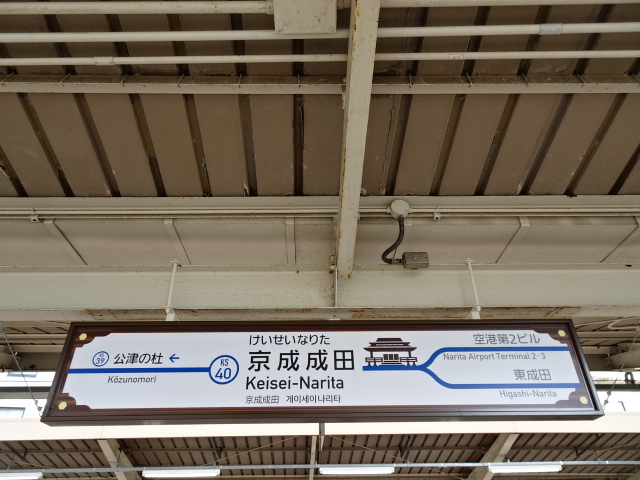 けいせいなりた
KS
39
公津の杜 ←
Kōzunomori
KS
40
京成成田
Keisei-Narita
京成成田 게이세이나리타
空港第2ビル
Narita Airport Terminal 2・3
東成田
Higashi-Narita